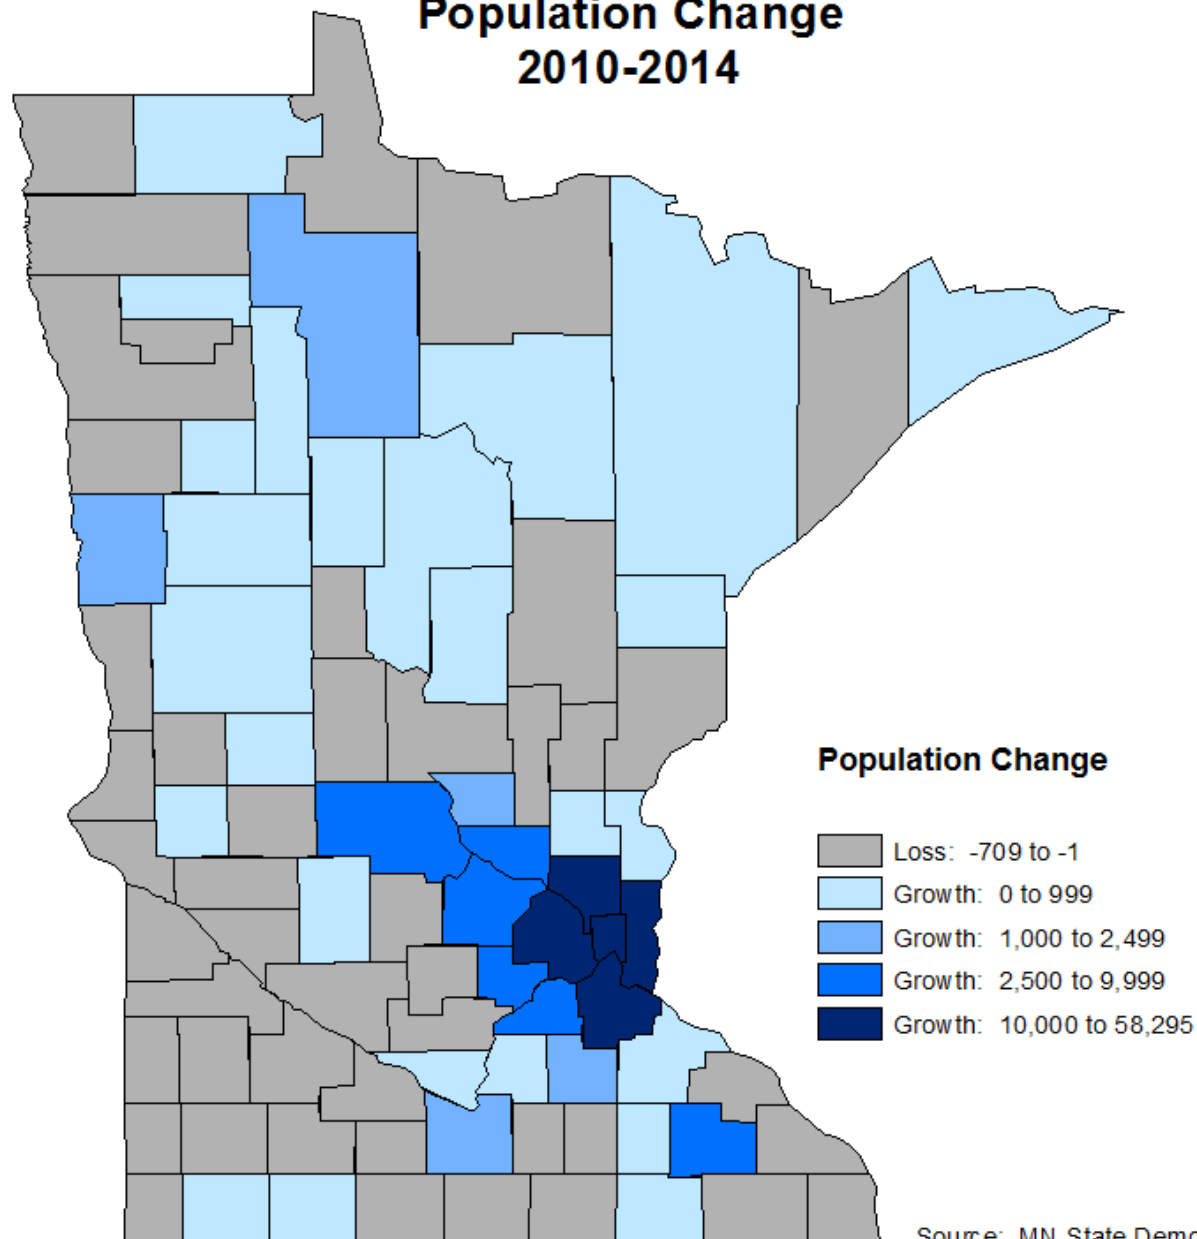 Population Change
2010-2014
Population Change
Loss: -709 to -1
Growth: 0 to 999
Growth: 1,000 to 2,499
Growth: 2,500 to 9,999
Growth: 10,000 to 58,295
Source: MN State Demo